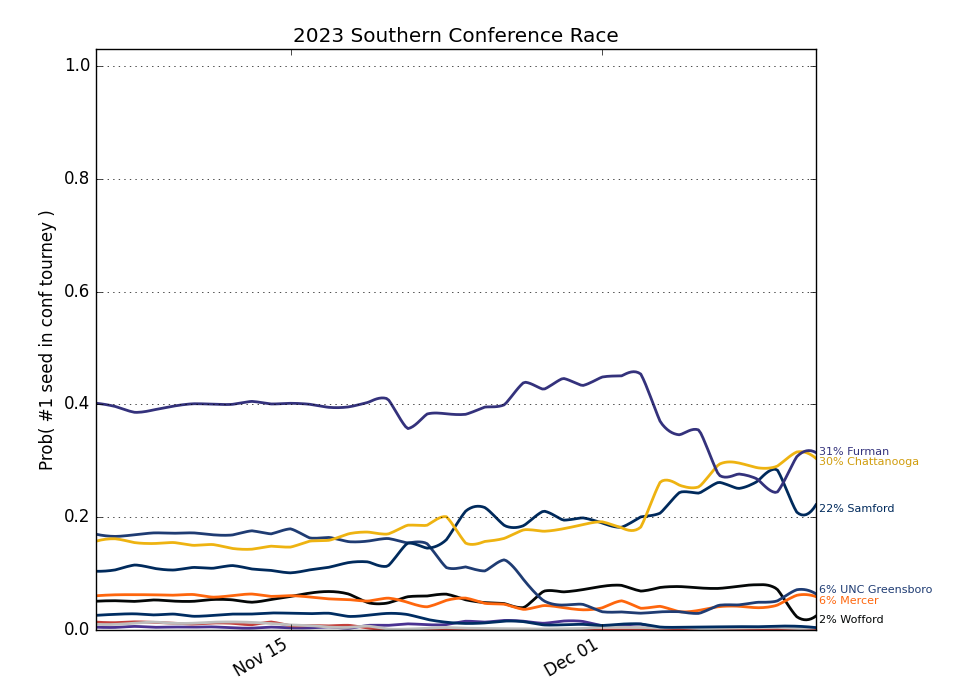 2023 Southern Conference Race
Prob( #1 seed in conf tourney )
1.0
0.8
0.6
0.4
0.2
0.0
31% Furman
30% Chattanooga
22% Samford
6% UNC Greensboro
6% Mercer
2% Wofford
Nov 15
Dec 01